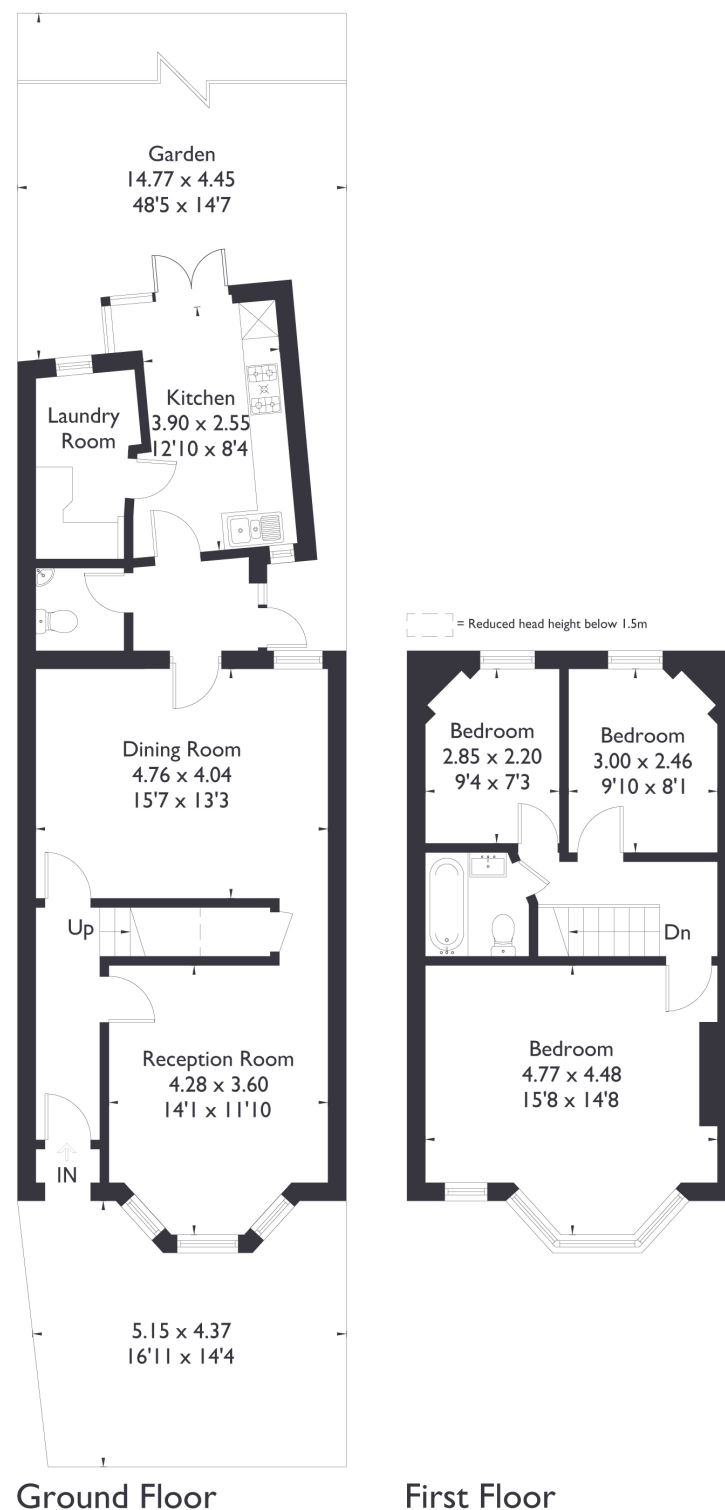 Garden
14.77 x 4.45
48'5 x 14'7
Kitchen
3.90 x 2.55
12'10 x 8'4
Laundry
Room
= Reduced head height below 1.5m
Dining Room
4.76 x 4.04
15'7 x 13'3
Bedroom
2.85 x 2.20
9'4 x 7'3
Bedroom
3.00 x 2.46
9'10 x 8'1
Up
Dn
Reception Room
4.28 x 3.60
14'1 x 11'10
Bedroom
4.77 x 4.48
15'8 x 14'8
IN
5.15 x 4.37
16'11 x 14'4
Ground Floor
First Floor